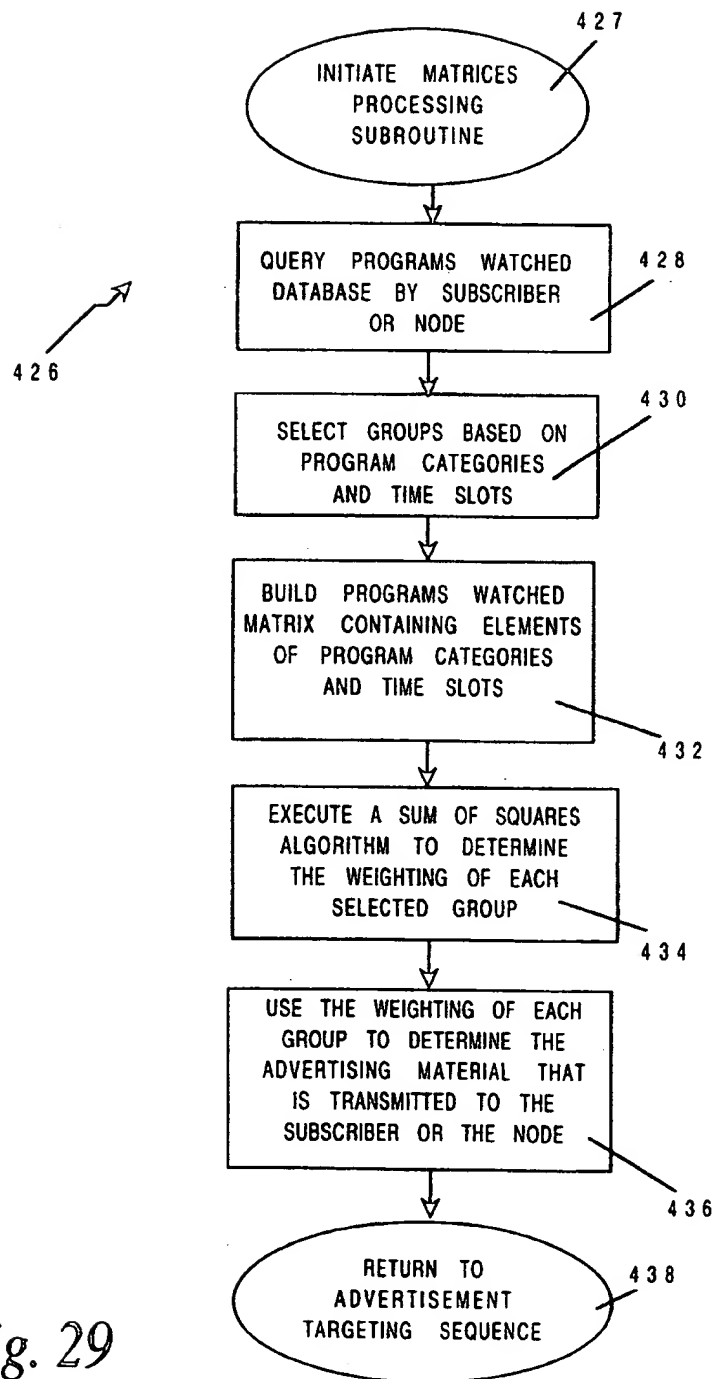 427
INITIATE MATRICES
PROCESSING
SUBROUTINE
428
QUERY PROGRAMS WATCHED
DATABASE BY SUBSCRIBER
OR NODE
426
430
SELECT GROUPS BASED ON
PROGRAM CATEGORIES
AND TIME SLOTS
BUILD PROGRAMS WATCHED
MATRIX CONTAINING ELEMENTS
OF PROGRAM CATEGORIES
AND TIME SLOTS
432
EXECUTE A SUM OF SQUARES
ALGORITHM TO DETERMINE
THE WEIGHTING OF EACH
SELECTED GROUP
434
USE THE WEIGHTING OF EACH
GROUP TO DETERMINE THE
ADVERTISING MATERIAL THAT
IS TRANSMITTED TO THE
SUBSCRIBER OR THE NODE
436
RETURN TO
ADVERTISEMENT
TARGETING SEQUENCE
438
g. 29